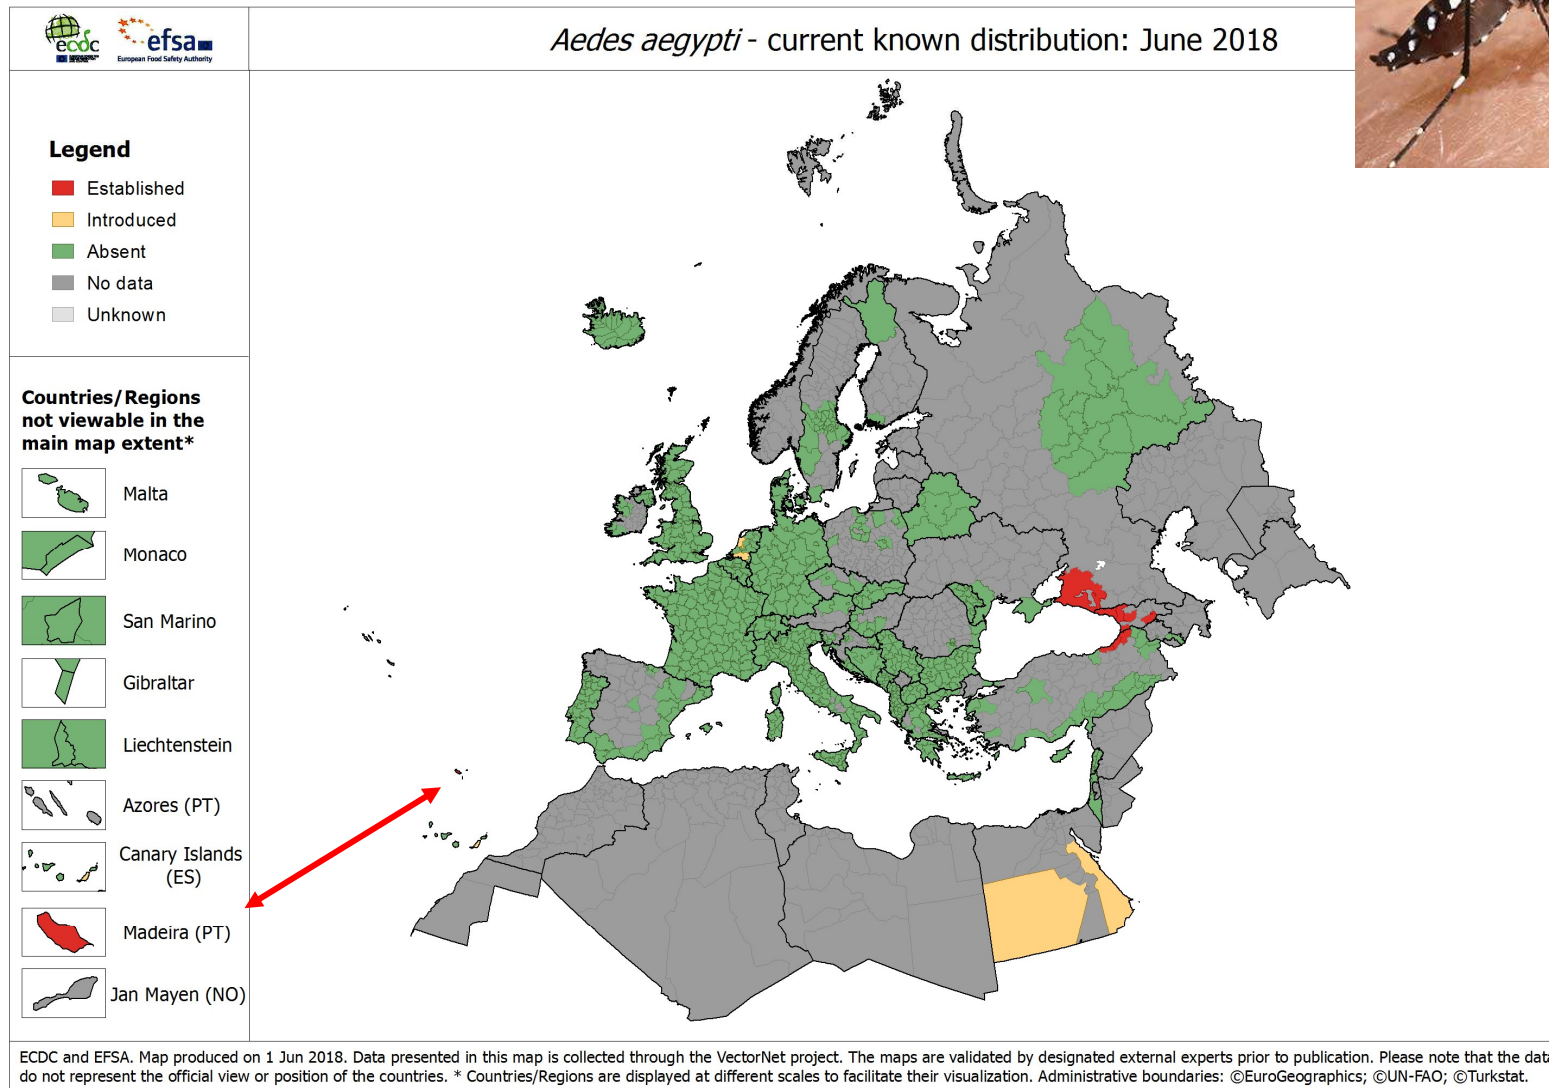 ecdc
efsa
European Food Safety Authority
Aedes aegypti - current known distribution: June 2018
Legend
Established
Introduced
Absent
No data
Unknown
Countries/Regions
not viewable in the
main map extent*
Malta
Monaco
San Marino
Gibraltar
Liechtenstein
Azores (PT)
Canary Islands
(ES)
Madeira (PT)
Jan Mayen (NO)
ECDC and EFSA. Map produced on 1 Jun 2018. Data presented in this map is collected through the VectorNet project. The maps are validated by designated external experts prior to publication. Please note that the data
do not represent the official view or position of the countries. * Countries/Regions are displayed at different scales to facilitate their visualization. Administrative boundaries: ©EuroGeographics; ©UN-FAO; ©Turkstat.